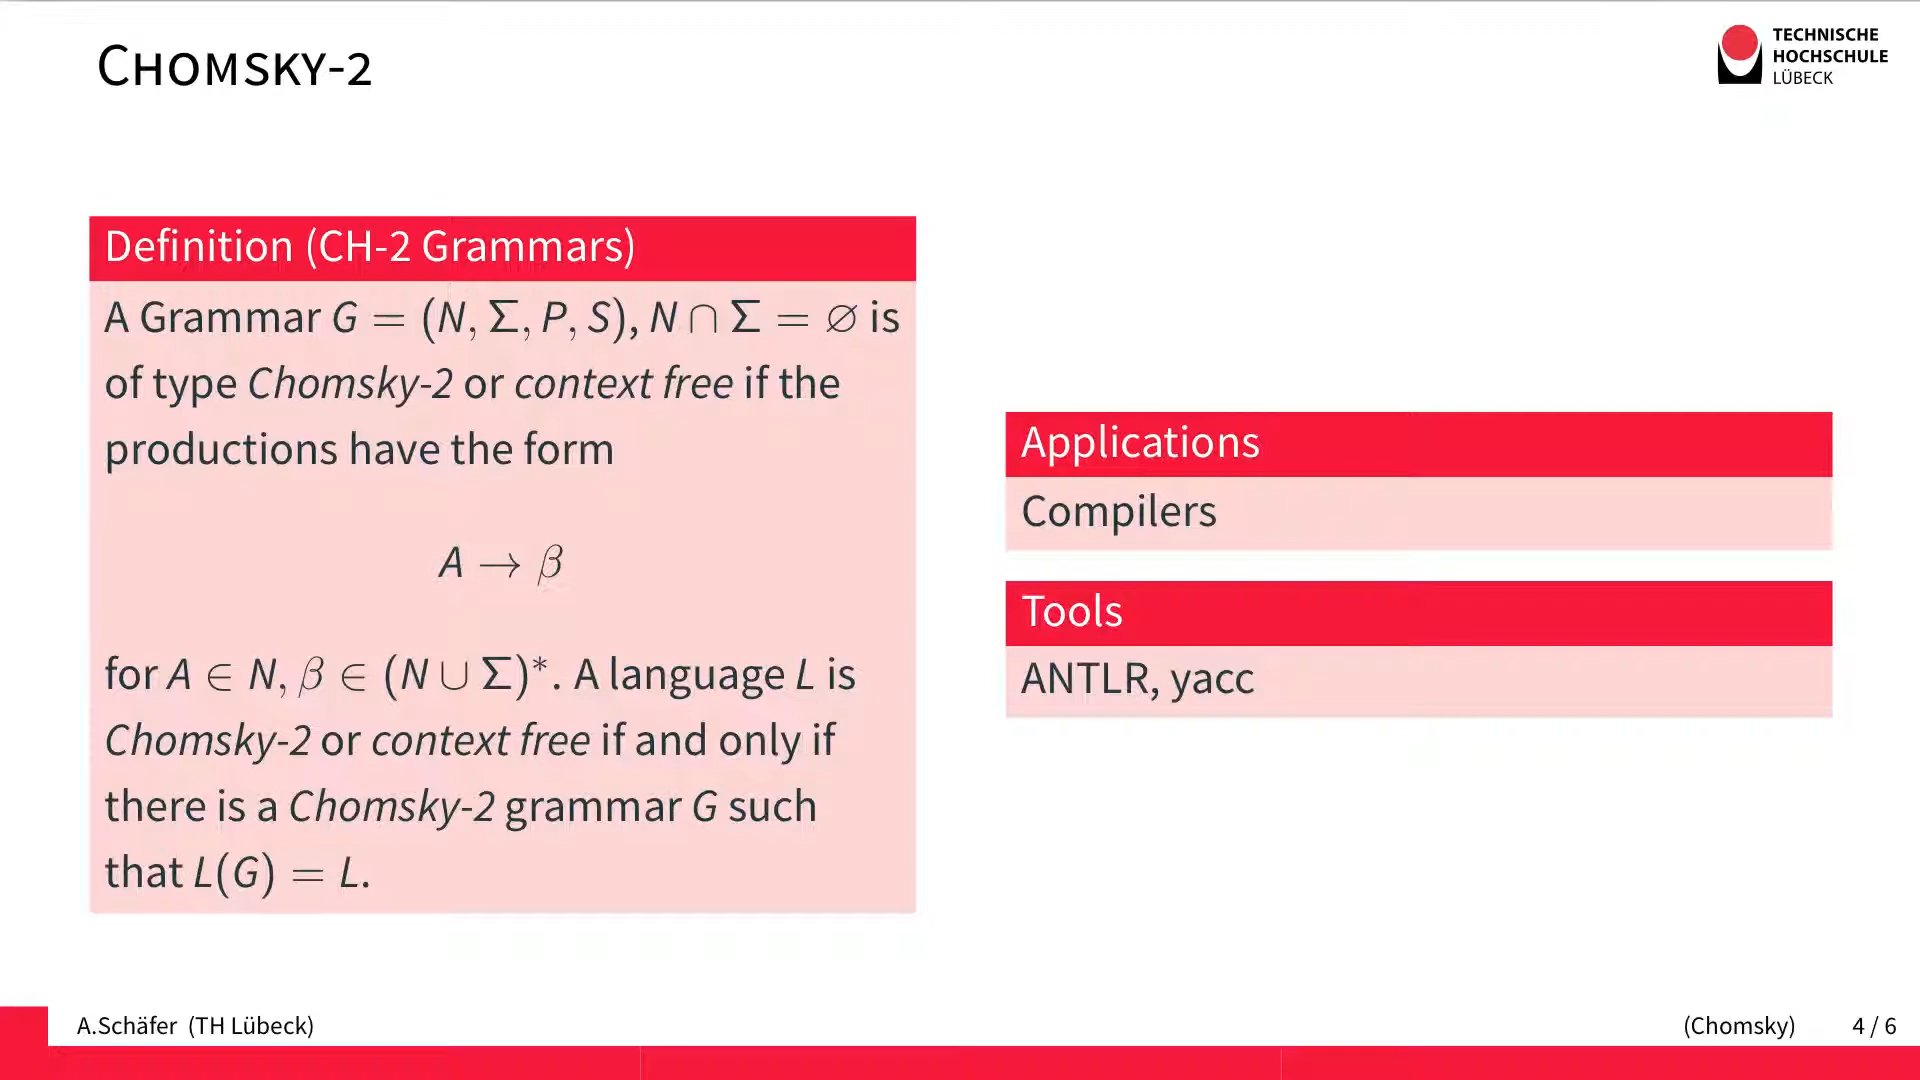 CHOMSKY-2
TECHNISCHE
HOCHSCHULE
LÜBECK
Definition (CH-2 Grammars)
A Grammar G = (N, Σ, P, S), N ∩ Σ = ∅ is
of type Chomsky-2 or context free if the
productions have the form
A → β
for A ∈ N, β ∈ (N ∪ Σ)*. A language L is
Chomsky-2 or context free if and only if
there is a Chomsky-2 grammar G such
that L(G) = L.
Applications
Compilers
Tools
ANTLR, yacc
A.Schäfer (TH Lübeck)
(Chomsky)
4 / 6